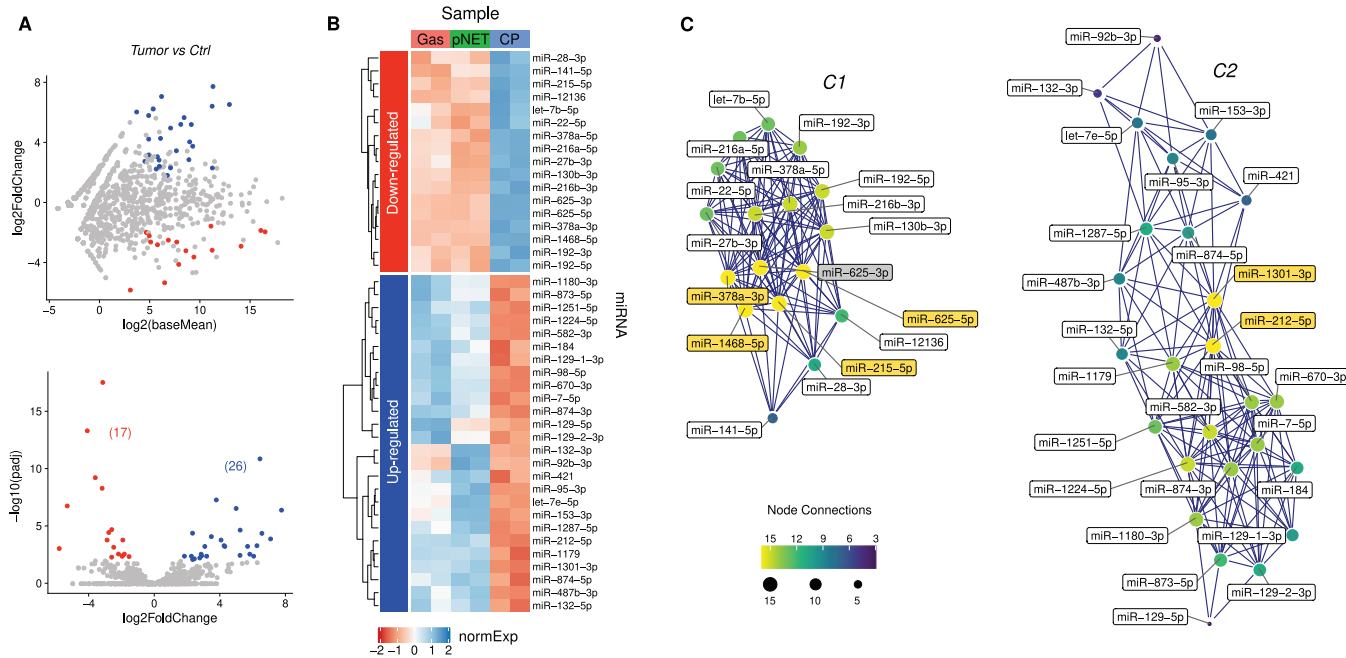 A
Tumor vs Ctrl
log2FoldChange
8
4
0
−4
−5
0
5
10
15
log2(baseMean)
−log10(padj)
15
10
5
0
(17)
(26)
−4
0
4
8
log2FoldChange
B
Sample
Gas
pNET
CP
Down-regulated
Up-regulated
miRNA
miR−28−3p
miR−141−5p
miR−215−5p
miR−12136
let−7b−5p
miR−22−5p
miR−378a−5p
miR−216a−5p
miR−27b−3p
miR−130b−3p
miR−216b−3p
miR−625−3p
miR−625−5p
miR−378a−3p
miR−1468−5p
miR−192−3p
miR−192−5p
miR−1180−3p
miR−873−5p
miR−1251−5p
miR−1224−5p
miR−582−3p
miR−184
miR−129−1−3p
miR−98−5p
miR−670−3p
miR−7−5p
miR−874−3p
miR−129−5p
miR−129−2−3p
miR−132−3p
miR−92b−3p
miR−421
miR−95−3p
let−7e−5p
miR−153−3p
miR−1287−5p
miR−212−5p
miR−1179
miR−1301−3p
miR−874−5p
miR−487b−3p
miR−132−5p
−2
−1
0
1
2
normExp
C
C1
let−7b−5p
miR−192−3p
miR−216a−5p
miR−378a−5p
miR−22−5p
miR−192−5p
miR−216b−3p
miR−130b−3p
miR−27b−3p
miR−625−3p
miR−378a−3p
miR−625−5p
miR−1468−5p
miR−12136
miR−215−5p
miR−28−3p
miR−141−5p
Node Connections
15
12
9
6
3
15
10
5
C2
miR−92b−3p
miR−132−3p
miR−153−3p
let−7e−5p
miR−95−3p
miR−421
miR−1287−5p
miR−874−5p
miR−487b−3p
miR−1301−3p
miR−132−5p
miR−212−5p
miR−1179
miR−98−5p
miR−670−3p
miR−582−3p
miR−7−5p
miR−1251−5p
miR−1224−5p
miR−874−3p
miR−184
miR−1180−3p
miR−129−1−3p
miR−873−5p
miR−129−2−3p
miR−129−5p